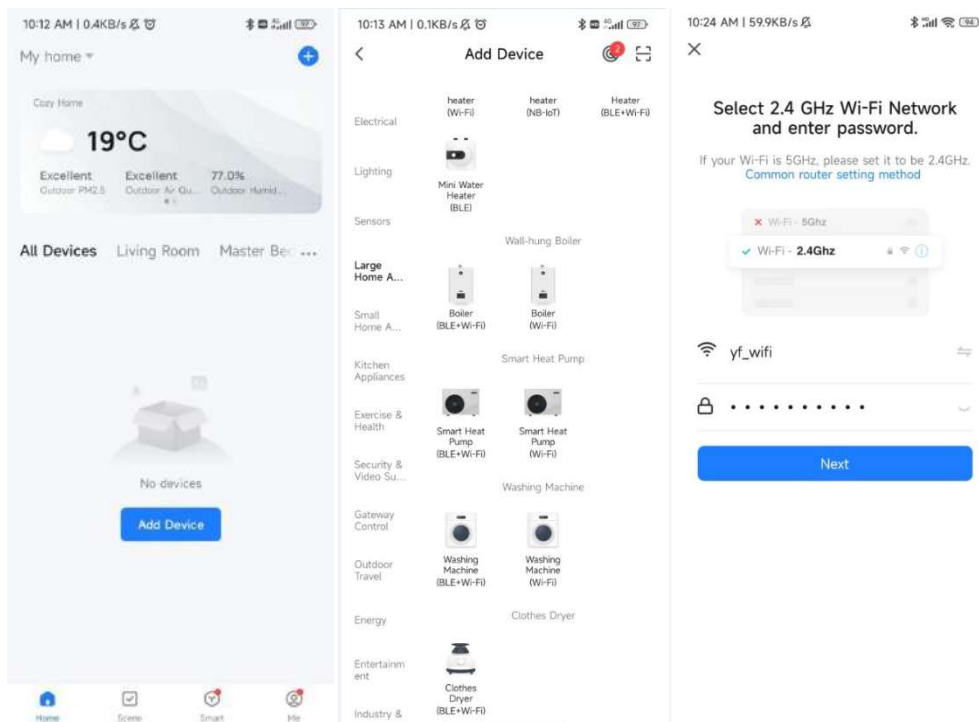 10:12 AM | 0.4KB/s
97
My home
Cozy Home
19°C
Excellent Excellent 77.0%
Outdoor PM2.5 Outdoor Air Qu... Outdoor Humid...
All Devices Living Room Master Bec ...
No devices
Add Device
Home Scene Smart Me
10:13 AM | 0.1KB/s
97
Add Device
2
Electrical
Lighting
Sensors
Large
Home A...
Small
Home A...
Kitchen
Appliances
Exercise &
Health
Security &
Video Su...
Gateway
Control
Outdoor
Travel
Energy
Entertainm
ent
Industry &
heater
(Wi-Fi)
heater
(NB-IoT)
Heater
(BLE+Wi-Fi)
Mini Water
Heater
(BLE)
Wall-hung Boiler
Boiler
(BLE+Wi-Fi)
Boiler
(Wi-Fi)
Smart Heat Pump
Smart Heat
Pump
(BLE+Wi-Fi)
Smart Heat
Pump
(Wi-Fi)
Washing Machine
Washing
Machine
(BLE+Wi-Fi)
Washing
Machine
(Wi-Fi)
Clothes Dryer
Clothes
Dryer
(BLE+Wi-Fi)
10:24 AM | 59.9KB/s
94
Select 2.4 GHz Wi-Fi Network
and enter password.
If your Wi-Fi is 5GHz, please set it to be 2.4GHz.
Common router setting method
Wi-Fi - 5Ghz
Wi-Fi - 2.4Ghz
yf_wifi
Next